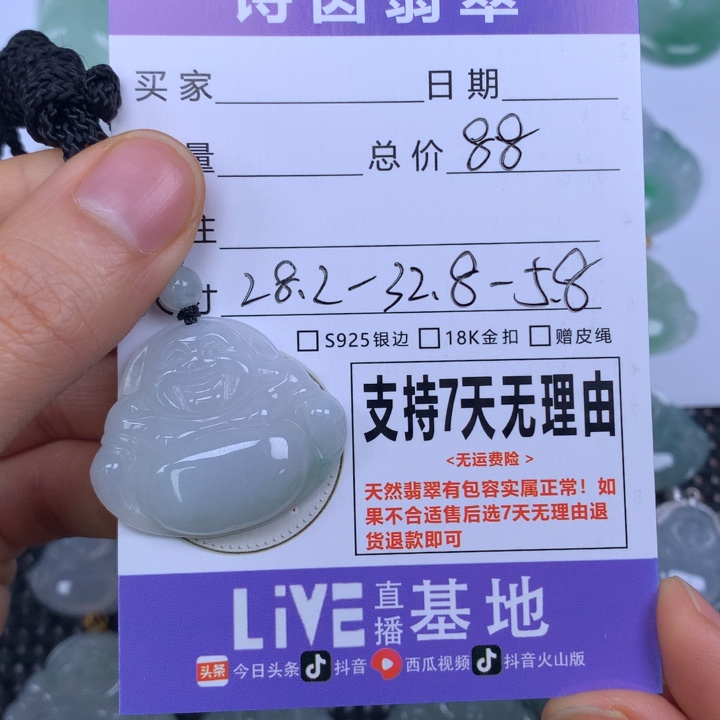 诗茵翡翠
买家 日期
量 总价 88
注
寸 28.2-32.8-5.8
□S925银边 □18K金扣 □赠皮绳
支持7天无理由
<无运费险 >
天然翡翠有包容实属正常！如
果不合适售后选7天无理由退
货退款即可
LiVE 直播 基地
头条 今日头条 抖音 西瓜视频 抖音火山版